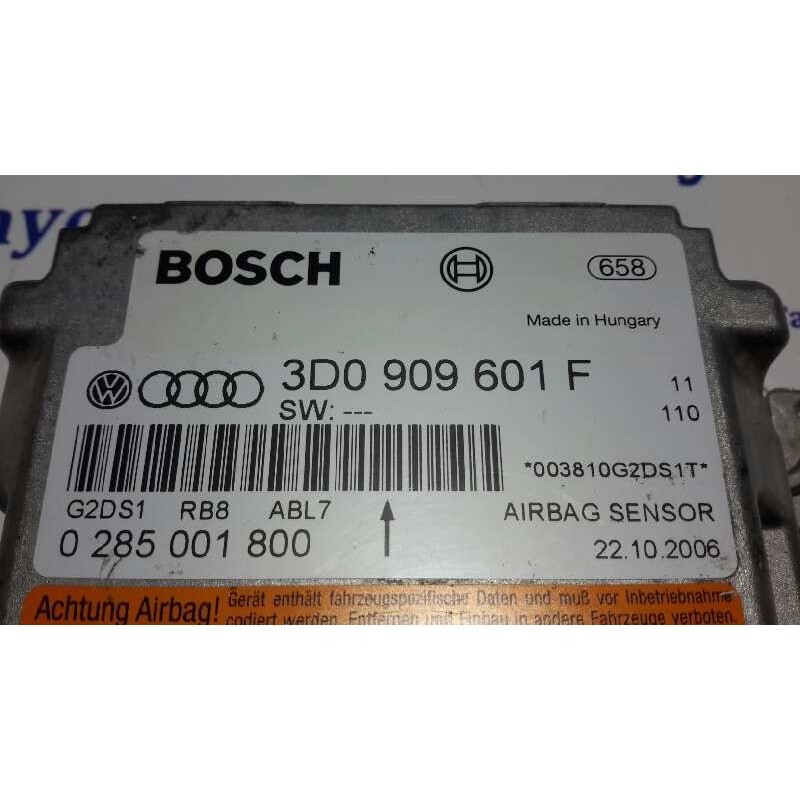 BOSCH
658
Made in Hungary
3D0 909 601 F
11
SW: ---
110
*003810G2DS1T*
G2DS1 RB8 ABL7
AIRBAG SENSOR
0 285 001 800
22.10.2006
Achtung Airbag!
Gerät enthält fahrzeugspezifische Daten und muß vor Inbetriebnahme
codiert werden. Entfernen und Einbau in andere Fahrzeuge verboten.